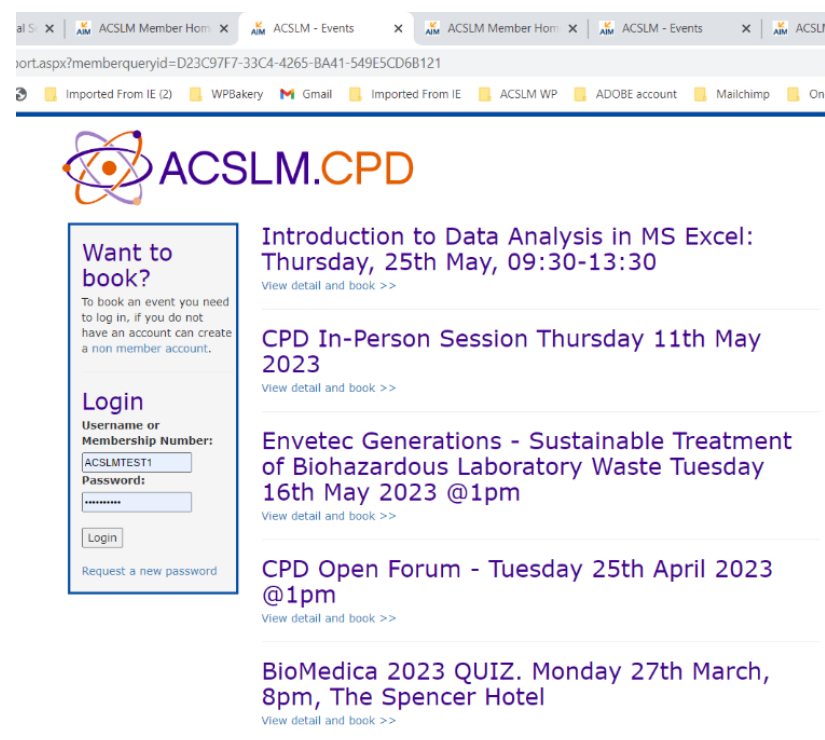 al S
ACSLM Member Hom
ACSLM - Events
ACSLM Member Hom
ACSLM - Events
ACSLM
port.aspx?memberqueryid=D23C97F7-33C4-4265-BA41-549E5CD6B121
Imported From IE (2)
WPBakery
Gmail
Imported From IE
ACSLM WP
ADOBE account
Mailchimp
On
ACSLM.CPD
Want to
book?
To book an event you need
to log in, if you do not
have an account can create
a non member account.
Login
Username or
Membership Number:
ACSLMTEST1
Password:
Login
Request a new password
Introduction to Data Analysis in MS Excel:
Thursday, 25th May, 09:30-13:30
View detail and book >>
CPD In-Person Session Thursday 11th May
2023
View detail and book >>
Envetec Generations - Sustainable Treatment
of Biohazardous Laboratory Waste Tuesday
16th May 2023 @1pm
View detail and book >>
CPD Open Forum - Tuesday 25th April 2023
@1pm
View detail and book >>
BioMedica 2023 QUIZ. Monday 27th March,
8pm, The Spencer Hotel
View detail and book >>